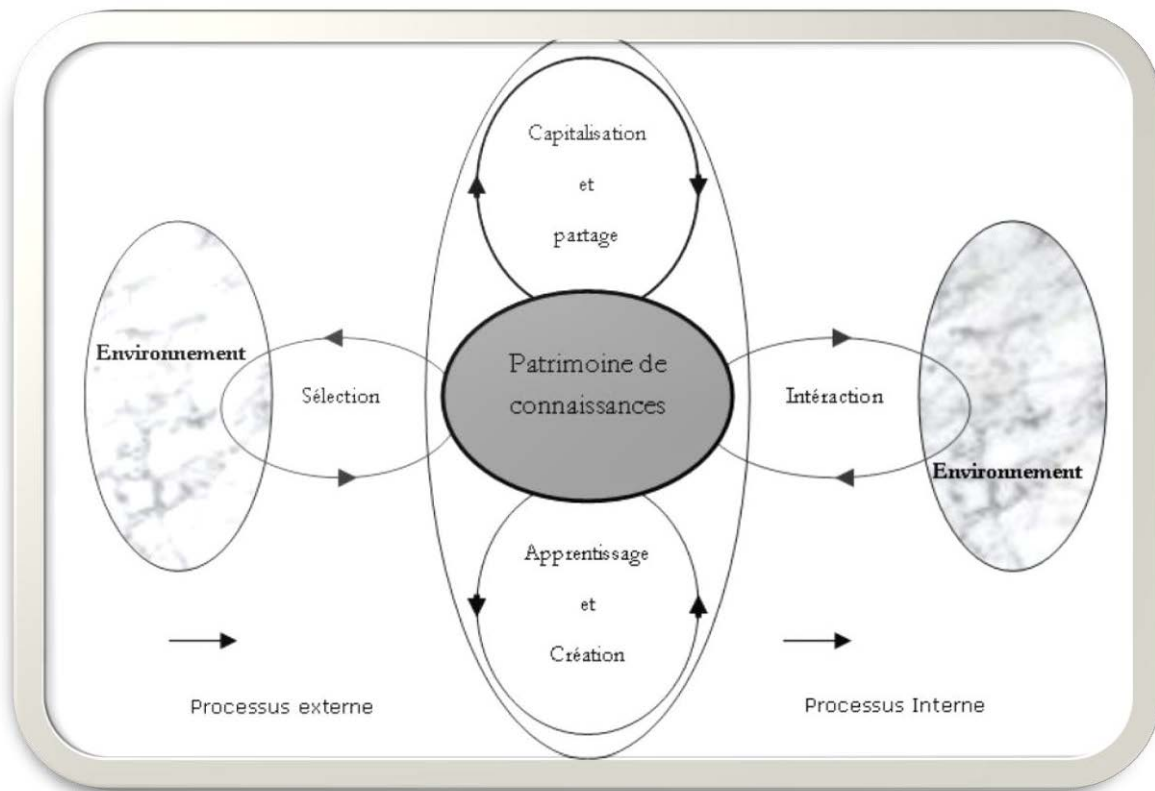 Capitalisation
et
partage
Environnement
Sélection
Patrimoine de
connaissances
Intéraction
Environnement
Apprentissage
et
Création
Processus externe
Processus Interne